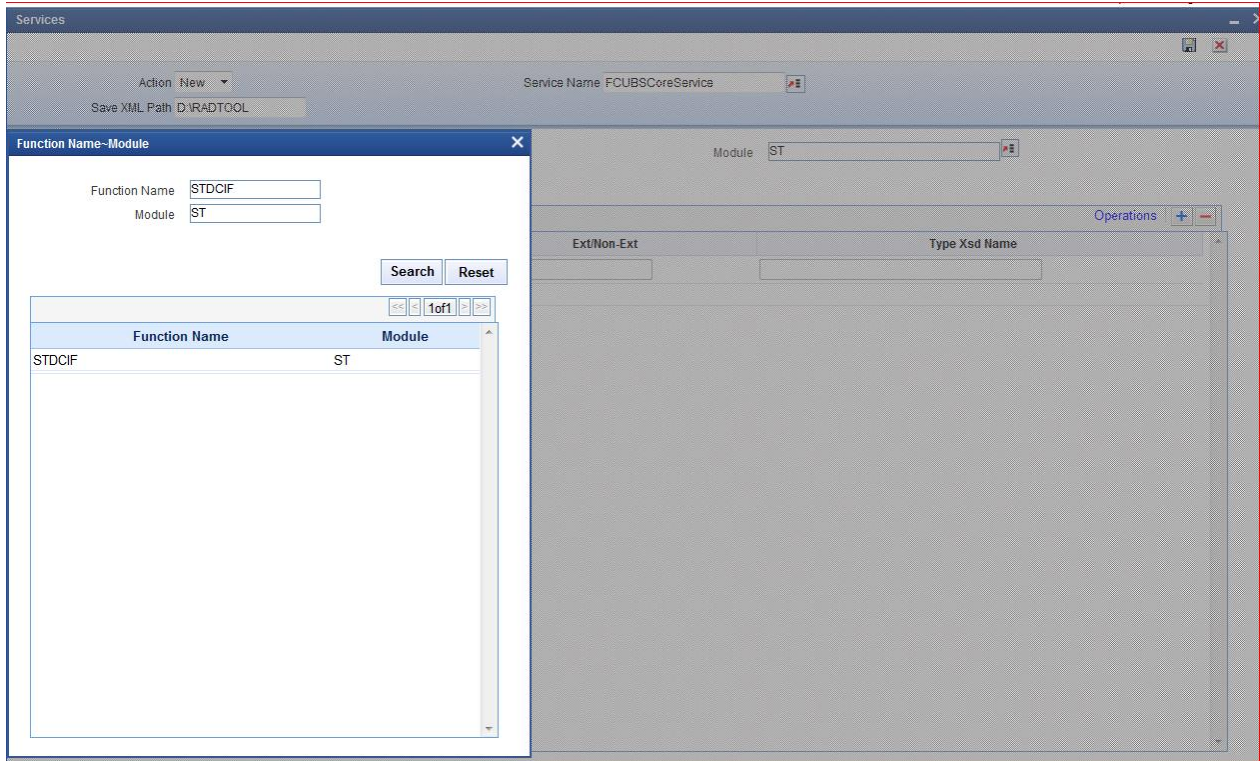 Services
Action New
Service Name FCUBSCoreService
Save XML Path D:\RADTOOL
Function Name~Module
Module ST
Function Name STDCIF
Module ST
Operations + −
Ext/Non-Ext Type Xsd Name
Search Reset
<< < 1of1 > >>
Function Name Module
STDCIF ST